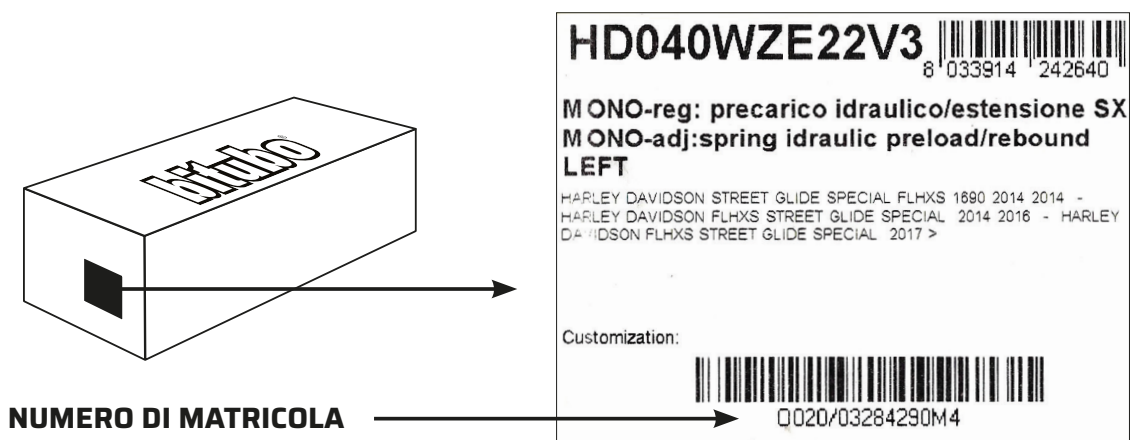 HD040WZE22V3
8 033914 242640
MONO-reg: precarico idraulico/estensione SX
MONO-adj:spring idraulic preload/rebound
LEFT
HARLEY DAVIDSON STREET GLIDE SPECIAL FLHXS 1690 2014 2014 -
HARLEY DAVIDSON FLHXS STREET GLIDE SPECIAL 2014 2016 - HARLEY
DAVIDSON FLHXS STREET GLIDE SPECIAL 2017 >
bitubo®
Customization:
Q020/03284290M4
NUMERO DI MATRICOLA